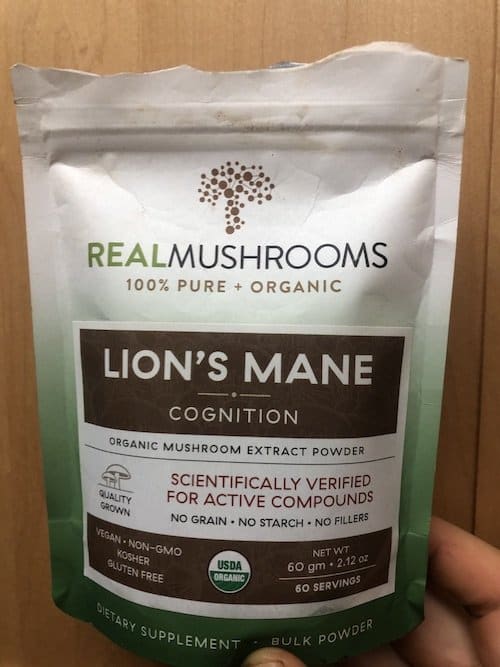 REALMUSHROOMS
100% PURE + ORGANIC
LION'S MANE
COGNITION
ORGANIC MUSHROOM EXTRACT POWDER
QUALITY
GROWN
SCIENTIFICALLY VERIFIED
FOR ACTIVE COMPOUNDS
NO GRAIN • NO STARCH • NO FILLERS
VEGAN • NON-GMO
KOSHER
GLUTEN FREE
USDA
ORGANIC
NET WT
60 gm • 2.12 oz
60 SERVINGS
DIETARY SUPPLEMENT • BULK POWDER